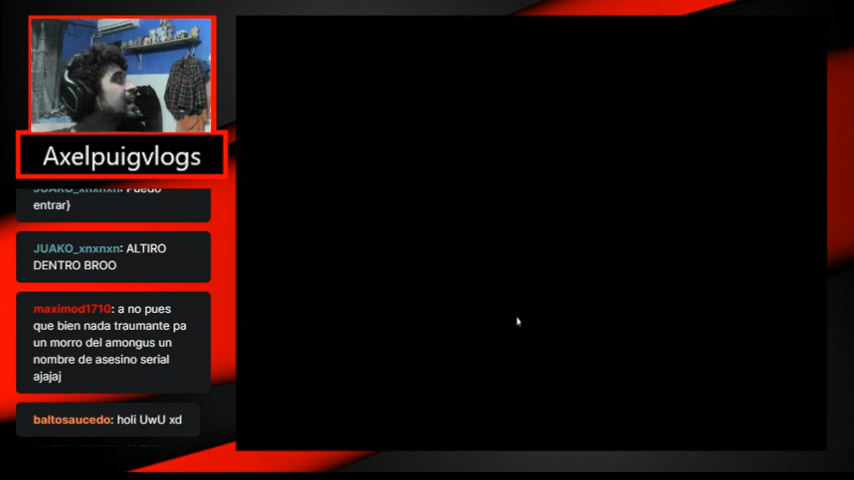 Axelpuigvlogs
JUAKO_xnxnxn: Puedo
entrar}
JUAKO_xnxnxn: ALTIRO
DENTRO BROO
maximod1710: a no pues
que bien nada traumante pa
un morro del amongus un
nombre de asesino serial
ajajaj
baltosaucedo: holi UwU xd